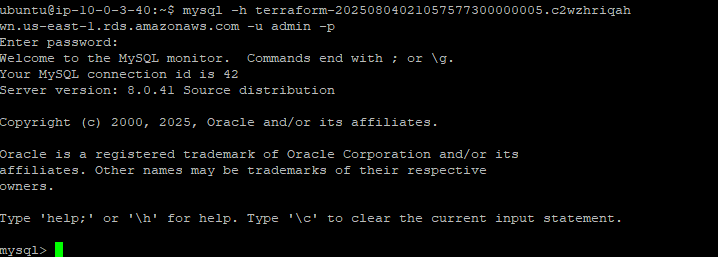 ubuntu@ip-10-0-3-40:~$ mysql -h terraform-20250804021057577300000005.c2wzhriqah
wn.us-east-1.rds.amazonaws.com -u admin -p
Enter password:
Welcome to the MySQL monitor.  Commands end with ; or \g.
Your MySQL connection id is 42
Server version: 8.0.41 Source distribution
Copyright (c) 2000, 2025, Oracle and/or its affiliates.
Oracle is a registered trademark of Oracle Corporation and/or its
affiliates. Other names may be trademarks of their respective
owners.
Type 'help;' or '\h' for help. Type '\c' to clear the current input statement.
mysql>